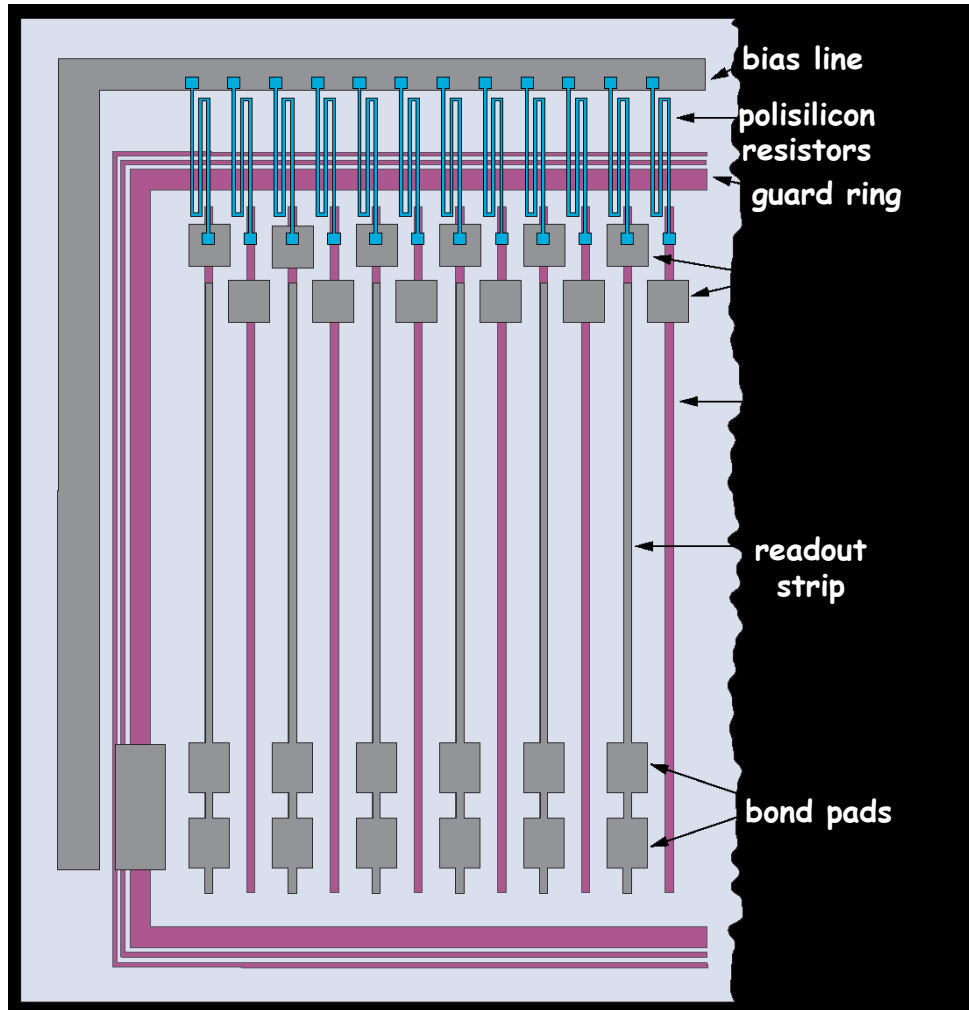 bias line
polisilicon
resistors
guard ring
readout
strip
bond pads